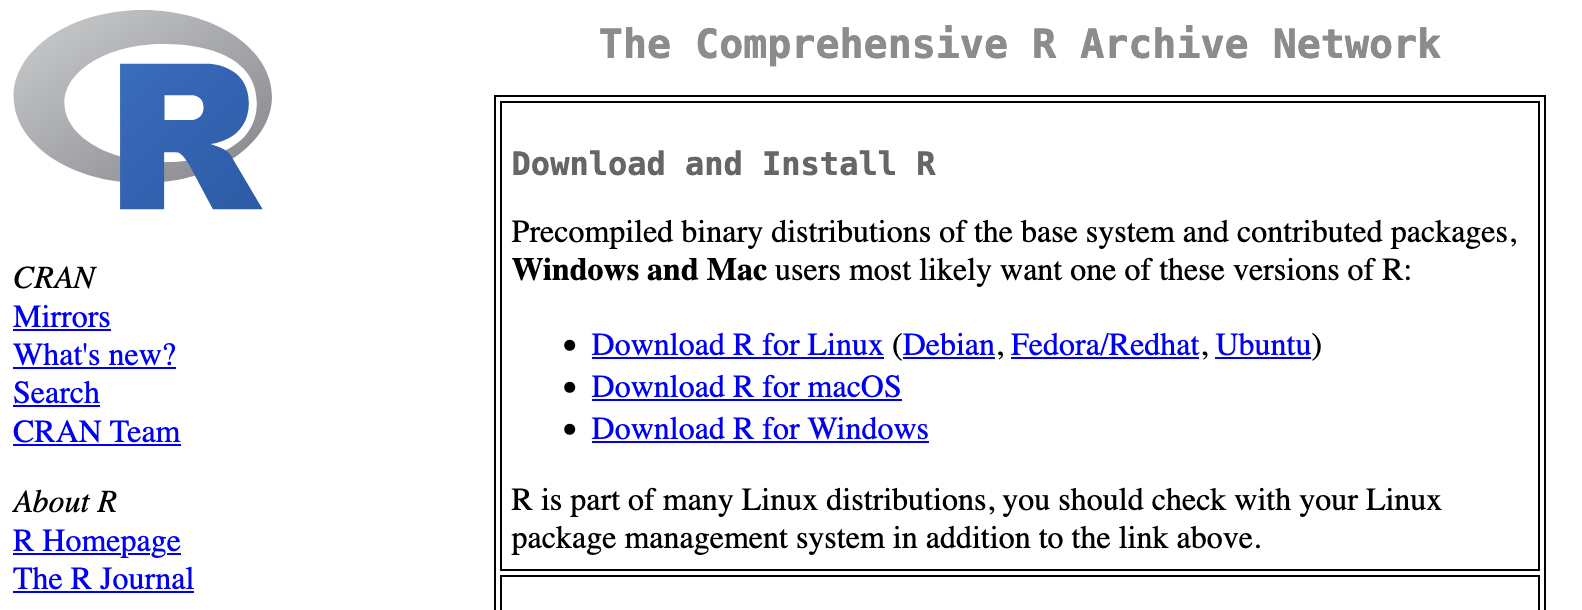 R
CRAN
Mirrors
What's new?
Search
CRAN Team
About R
R Homepage
The R Journal
The Comprehensive R Archive Network
Download and Install R
Precompiled binary distributions of the base system and contributed packages,
Windows and Mac users most likely want one of these versions of R:
• Download R for Linux (Debian, Fedora/Redhat, Ubuntu)
• Download R for macOS
• Download R for Windows
R is part of many Linux distributions, you should check with your Linux
package management system in addition to the link above.